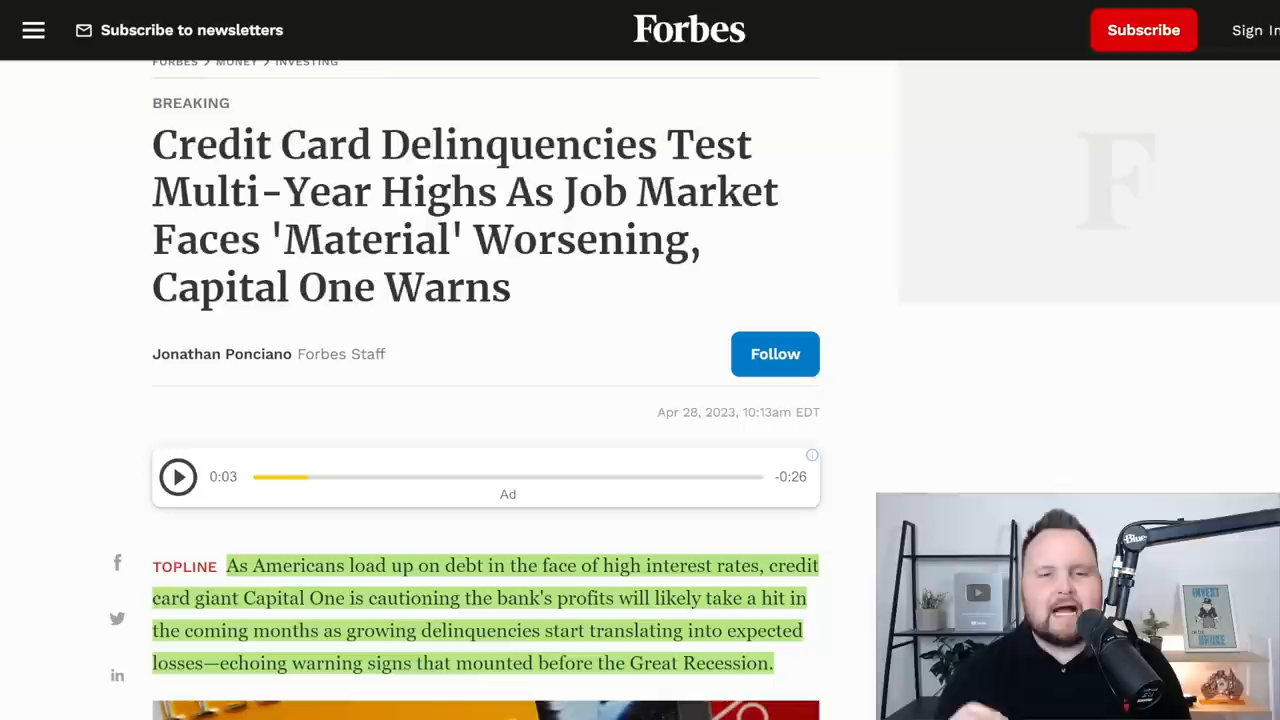 Subscribe to newsletters
Forbes
Subscribe
Sign In
FORBES > MONEY > INVESTING
BREAKING
Credit Card Delinquencies Test
Multi-Year Highs As Job Market
Faces 'Material' Worsening,
Capital One Warns
Jonathan Ponciano Forbes Staff
Follow
Apr 28, 2023, 10:13am EDT
0:03
-0:26
Ad
TOPLINE As Americans load up on debt in the face of high interest rates, credit
card giant Capital One is cautioning the bank's profits will likely take a hit in
the coming months as growing delinquencies start translating into expected
losses—echoing warning signs that mounted before the Great Recession.
F
Blue
INVEST